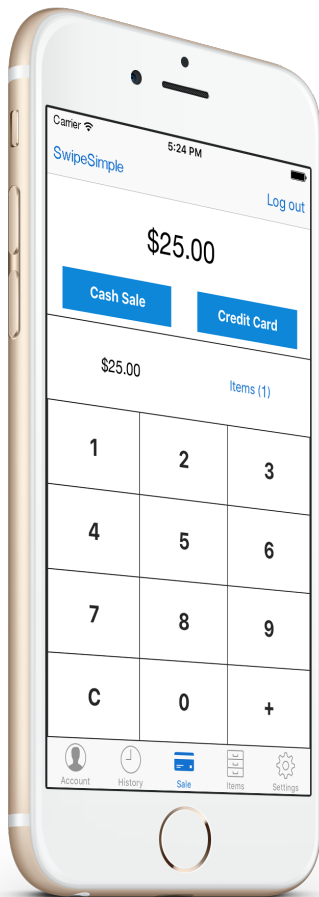 Carrier 5:24 PM
SwipeSimple Log out
$25.00
Cash Sale Credit Card
$25.00 Items (1)
1 2 3
4 5 6
7 8 9
C 0 +
Account History Sale Items Settings